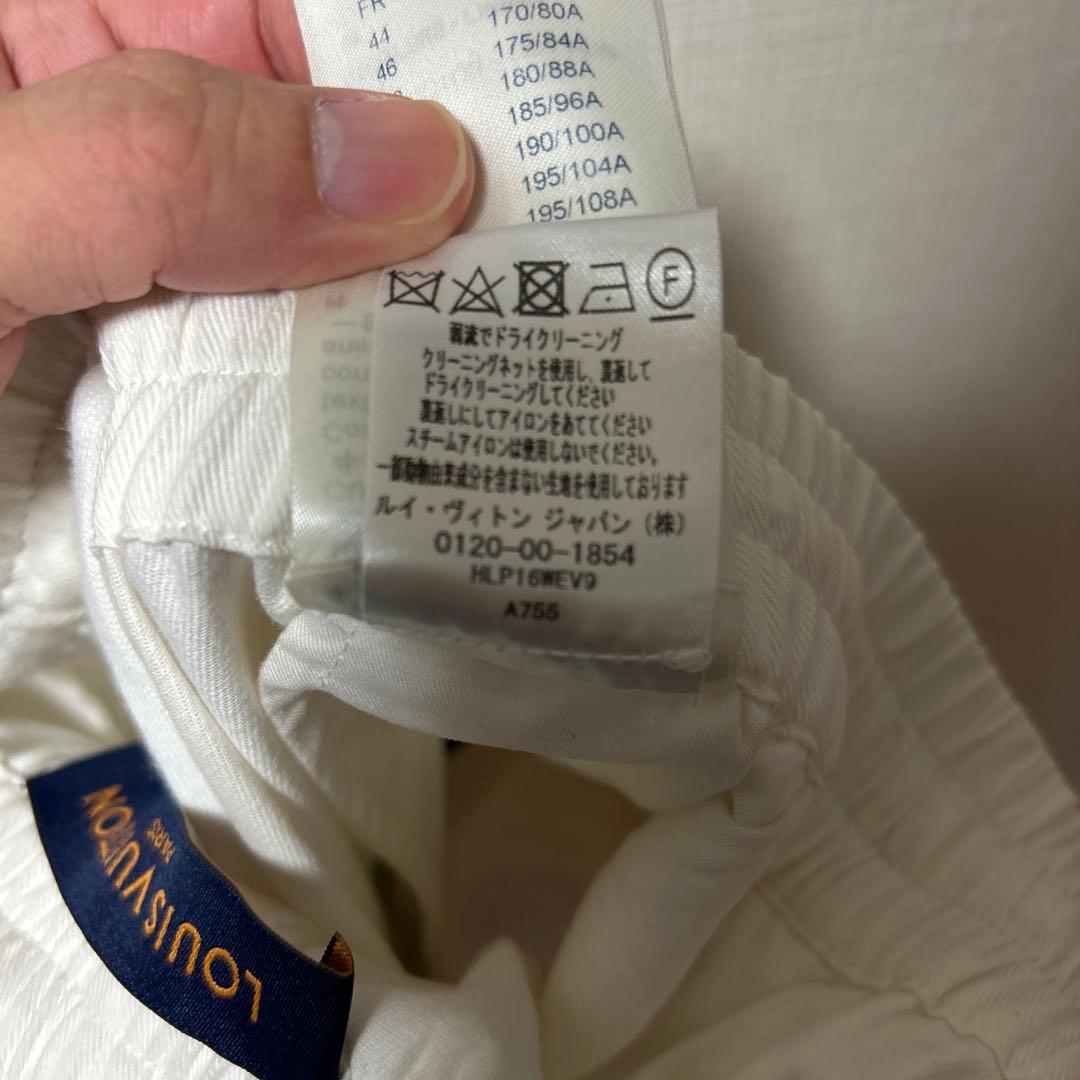 FR
44
46
170/80A
175/84A
180/88A
185/96A
190/100A
195/104A
195/108A
F
弱流でドライクリーニング
クリーニングネットを使用し、裏返して
ドライクリーニングしてください
裏返しにしてアイロンをあててください
スチームアイロンは使用しないでください。
一部動物由来成分を含まない生地を使用しております
ルイ・ヴィトン ジャパン (株)
0120-00-1854
HLP16WEV9
A755
LOUIS VUITTON
PARIS